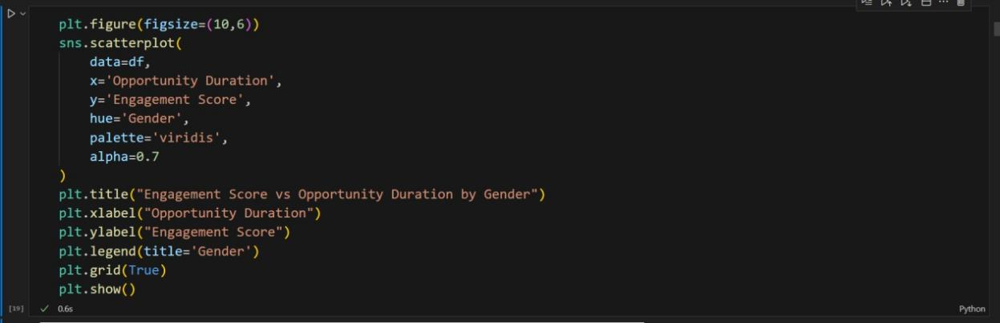 plt.figure(figsize=(10,6))
sns.scatterplot(
    data=df,
    x='Opportunity Duration',
    y='Engagement Score',
    hue='Gender',
    palette='viridis',
    alpha=0.7
)
plt.title("Engagement Score vs Opportunity Duration by Gender")
plt.xlabel("Opportunity Duration")
plt.ylabel("Engagement Score")
plt.legend(title='Gender')
plt.grid(True)
plt.show()
[19] ✓ 0.6s Python